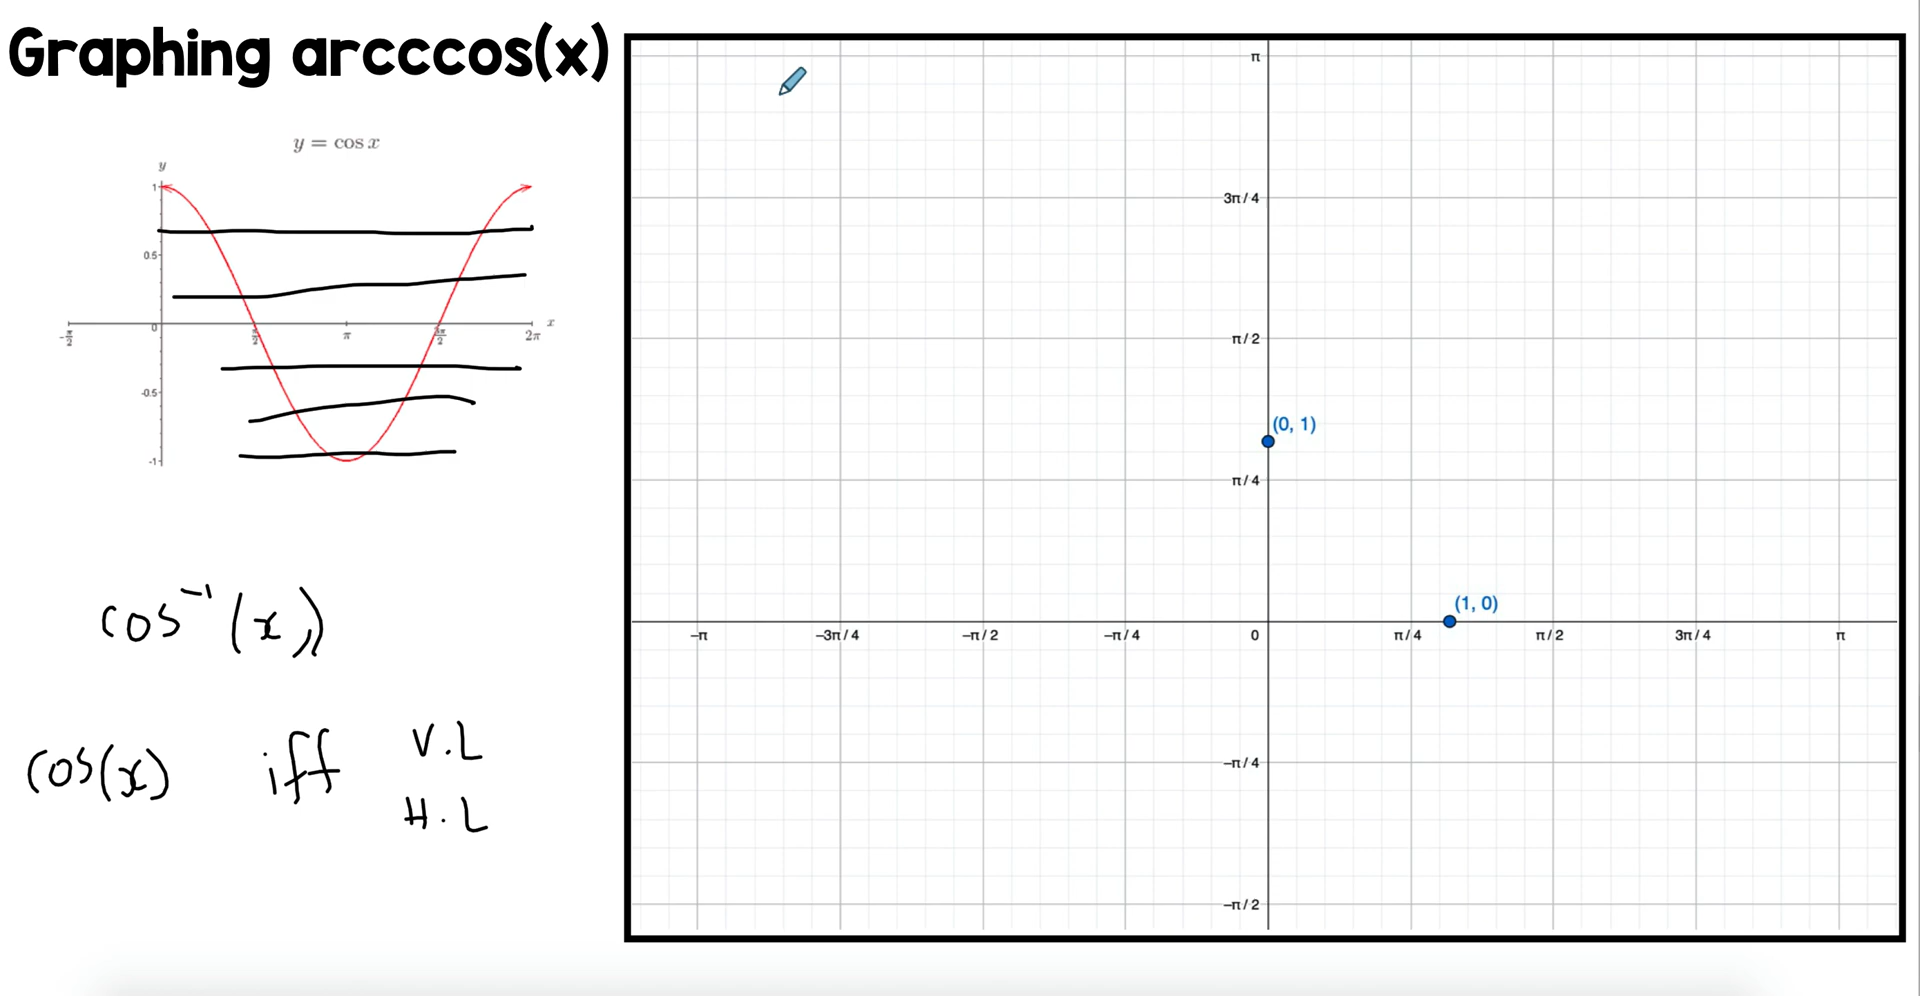 Graphing arcccos(x)
y = cos x
y
1
0.5
0
-π/2
π/2
π
3π/2
2π
x
-0.5
-1
cos⁻¹(x)
cos(x) iff V.L
H.L
π
3π / 4
π / 2
(0, 1)
π / 4
(1, 0)
−π
−3π / 4
−π / 2
−π / 4
0
π / 4
π / 2
3π / 4
π
−π / 4
−π / 2